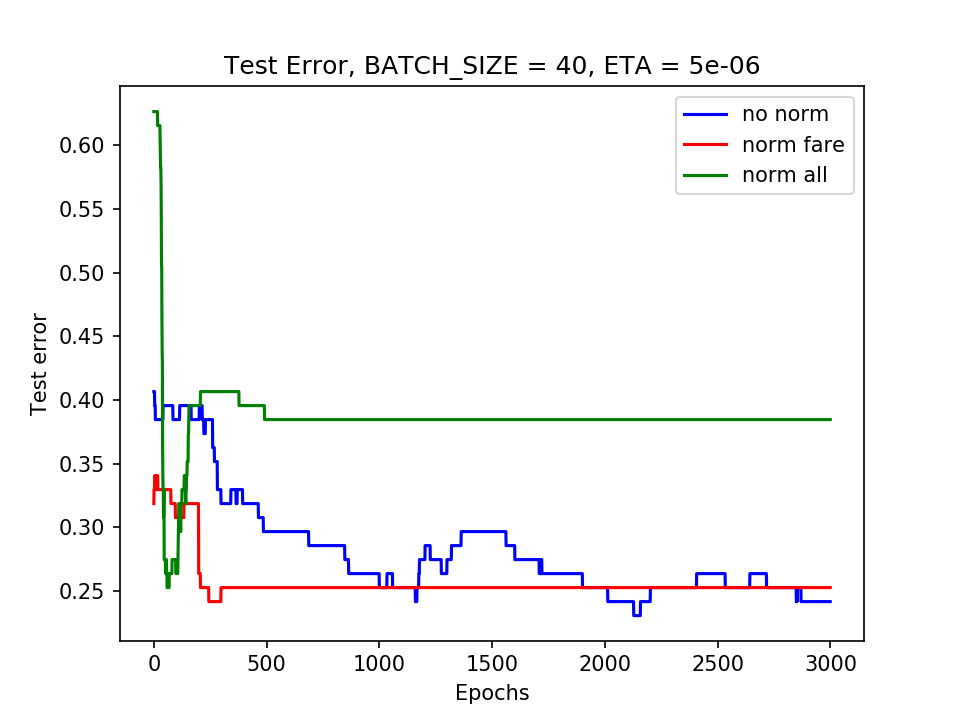 Test Error, BATCH_SIZE = 40, ETA = 5e-06
no norm
norm fare
norm all
0.60
0.55
0.50
0.45
0.40
0.35
0.30
0.25
Test error
0
500
1000
1500
2000
2500
3000
Epochs